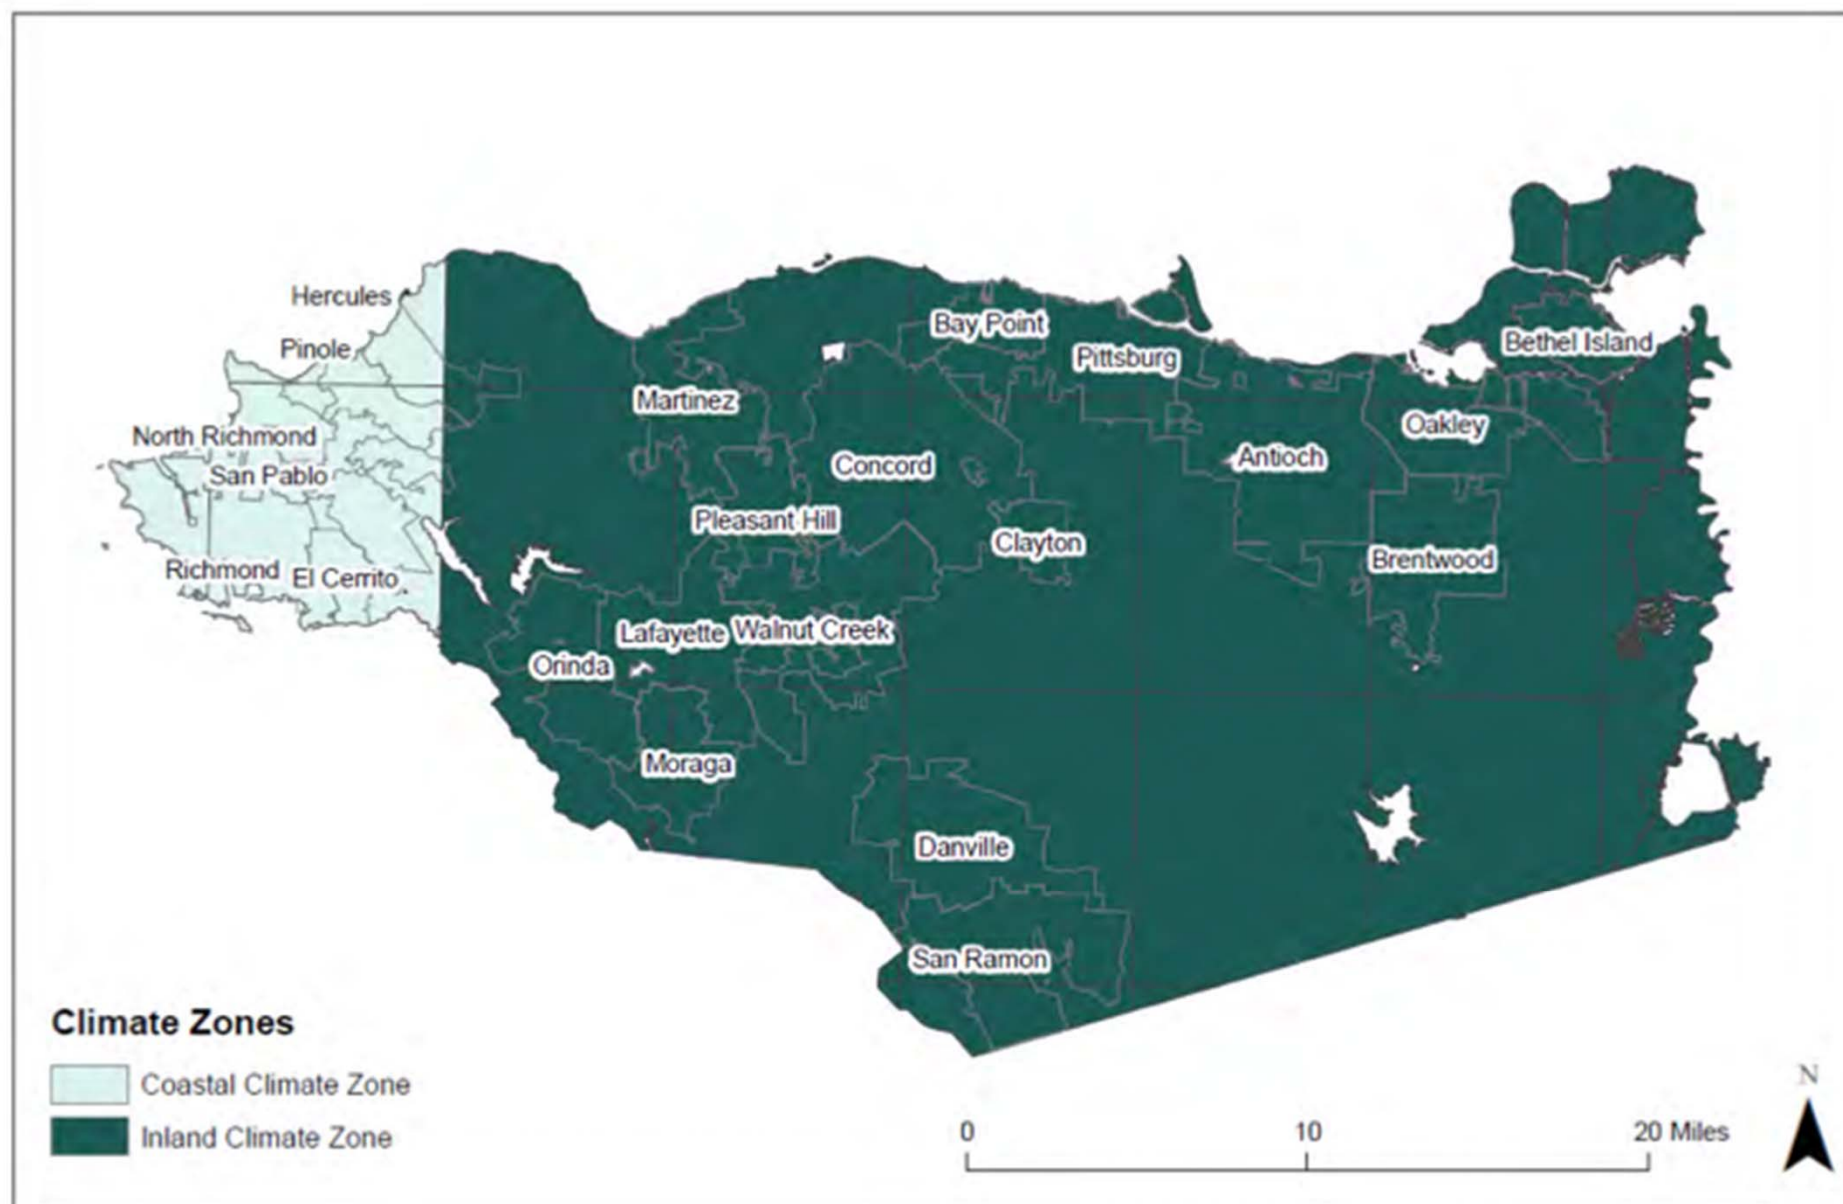 Hercules
Bay Point
Bethel Island
Pinole
Pittsburg
Martinez
Oakley
North Richmond
Antioch
San Pablo
Concord
Pleasant Hill
Clayton
Brentwood
Richmond
El Cerrito
Lafayette
Walnut Creek
Orinda
Moraga
Danville
San Ramon
Climate Zones
Coastal Climate Zone
Inland Climate Zone
0 10 20 Miles
N